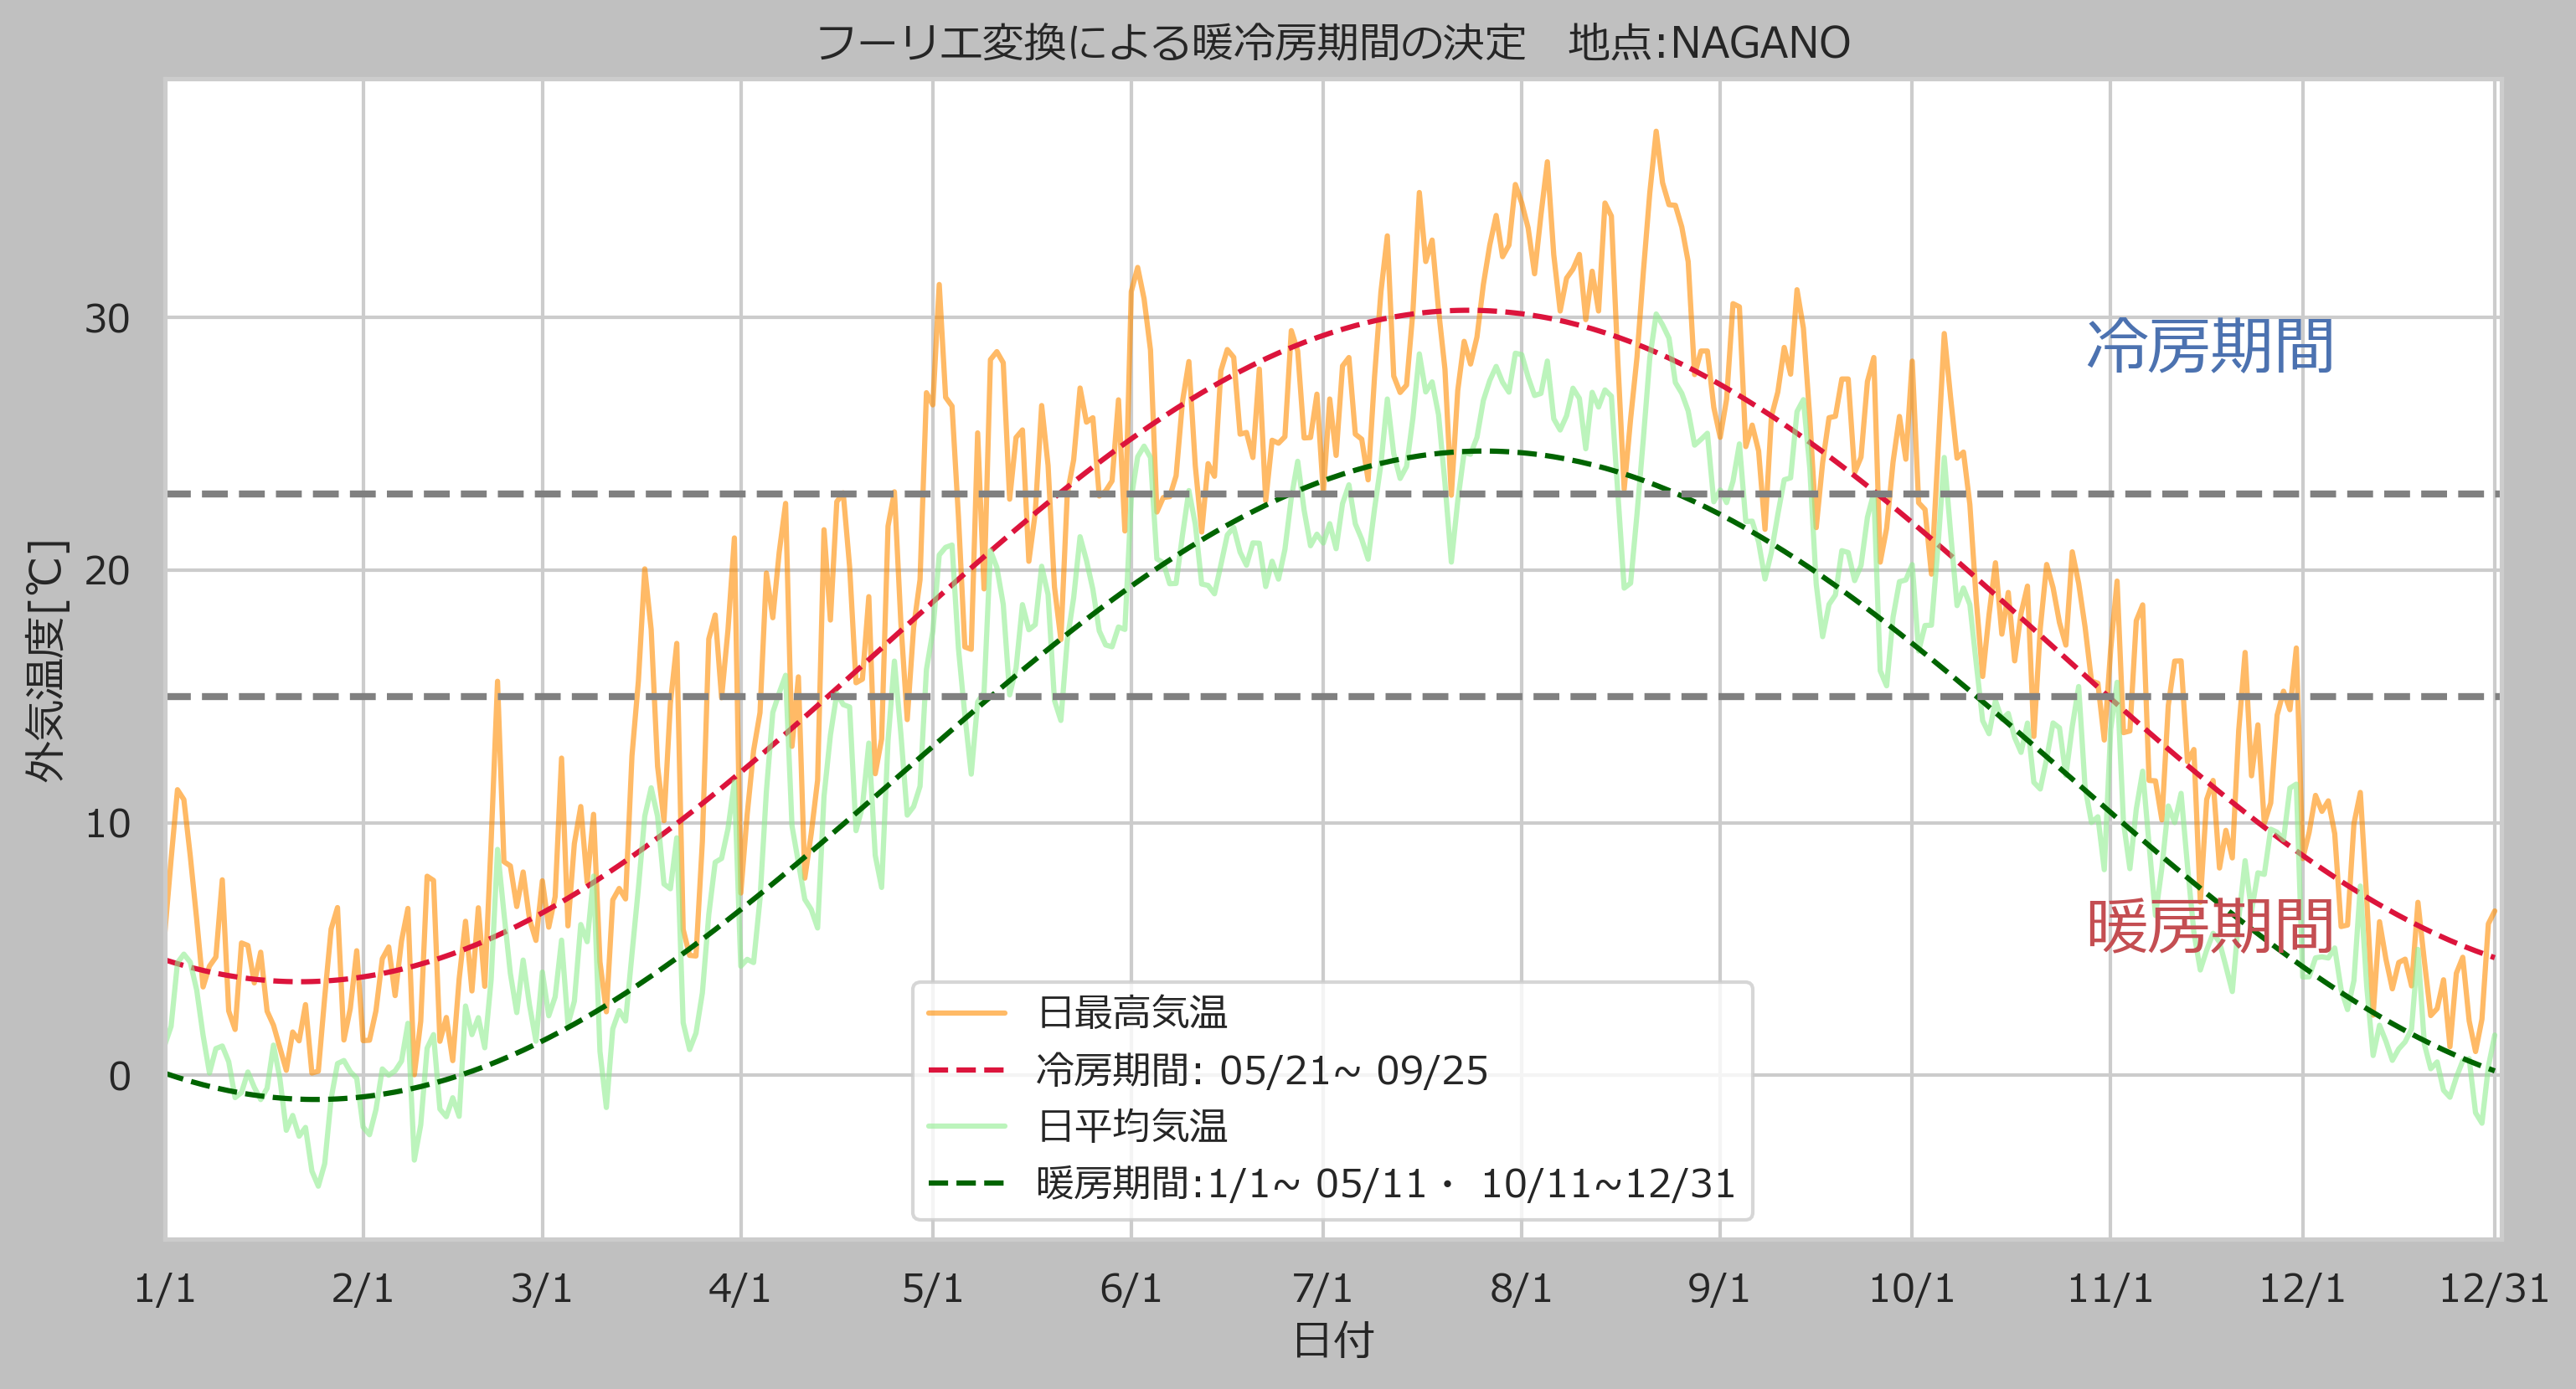 フーリエ変換による暖冷房期間の決定　地点:NAGANO
外気温度[℃]
30
20
10
0
冷房期間
暖房期間
日最高気温
冷房期間: 05/21~ 09/25
日平均気温
暖房期間:1/1~ 05/11・ 10/11~12/31
1/1 2/1 3/1 4/1 5/1 6/1 7/1 8/1 9/1 10/1 11/1 12/1 12/31
日付